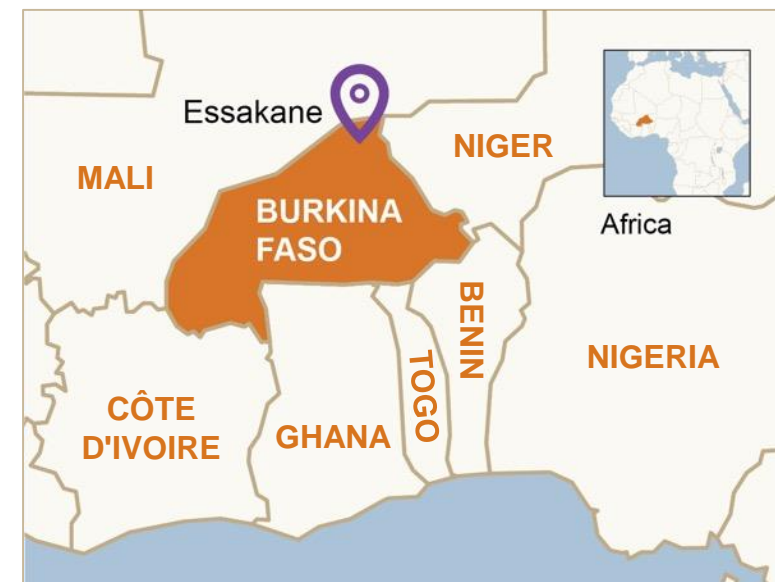 Essakane
MALI
NIGER
BURKINA
FASO
Africa
BENIN
TOGO
NIGERIA
CÔTE
D'IVOIRE
GHANA